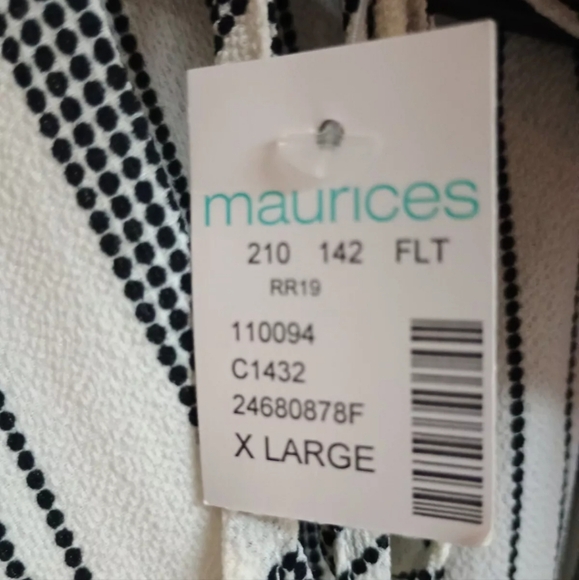 maurices
210 142 FLT
RR19
110094
C1432
24680878F
X LARGE